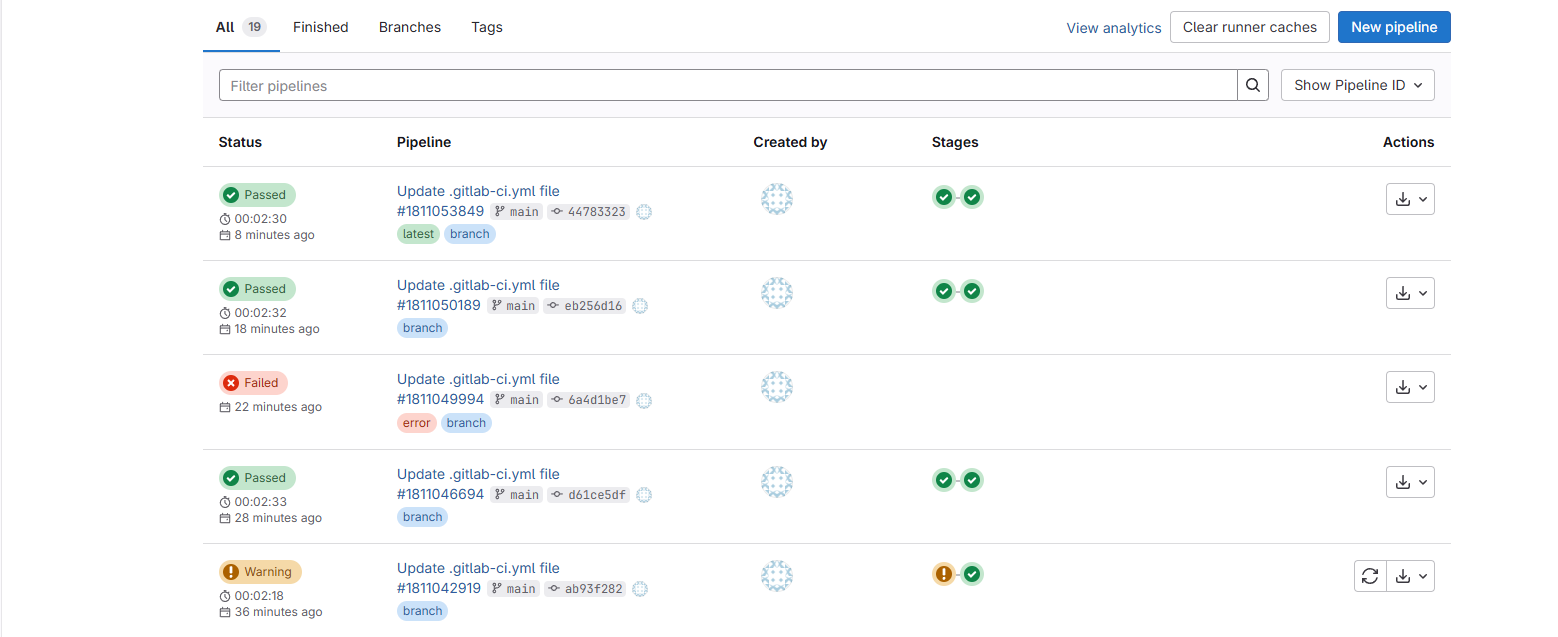 All 19 Finished Branches Tags View analytics Clear runner caches New pipeline
Filter pipelines Show Pipeline ID
Status Pipeline Created by Stages Actions
Passed
00:02:30
8 minutes ago
Update .gitlab-ci.yml file
#1811053849 main 44783323
latest branch
Passed
00:02:32
18 minutes ago
Update .gitlab-ci.yml file
#1811050189 main eb256d16
branch
Failed
22 minutes ago
Update .gitlab-ci.yml file
#1811049994 main 6a4d1be7
error branch
Passed
00:02:33
28 minutes ago
Update .gitlab-ci.yml file
#1811046694 main d61ce5df
branch
Warning
00:02:18
36 minutes ago
Update .gitlab-ci.yml file
#1811042919 main ab93f282
branch